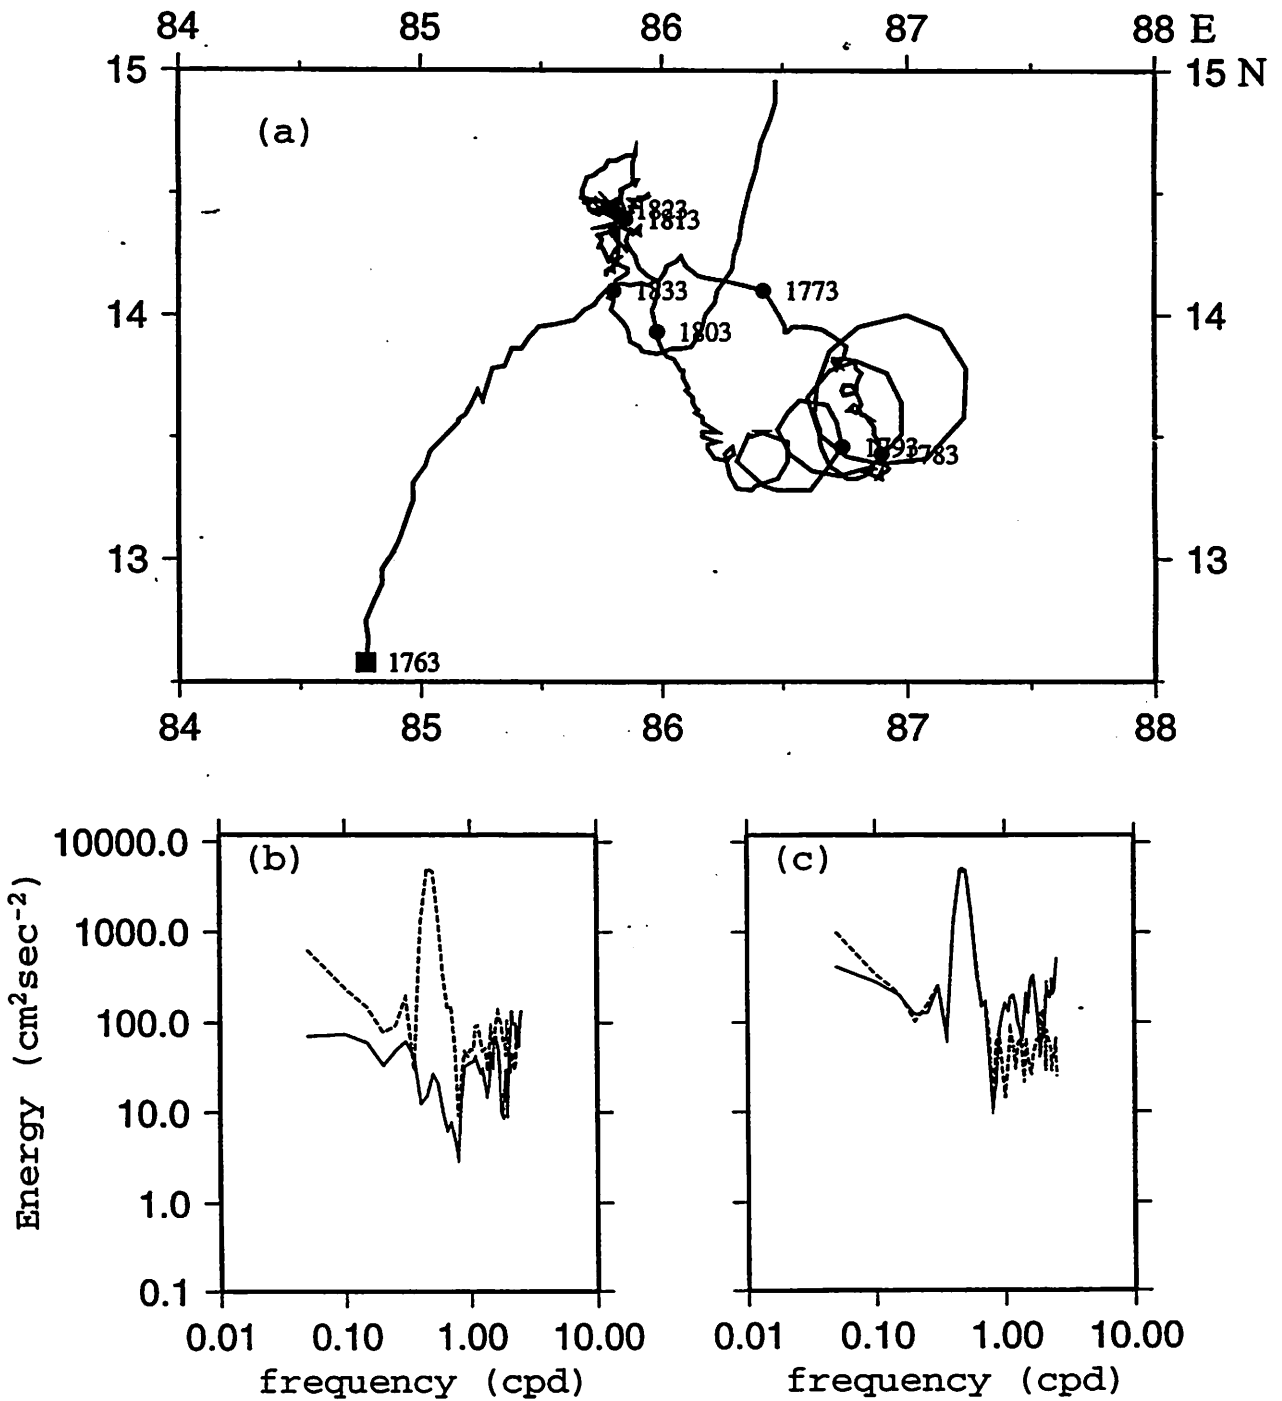 84 85 86 87 88 E
15 15 N
(a)
1823
1813
1833 1773
14 14
1803
1793 1783
13 13
1763
84 85 86 87 88
10000.0 (b) (c)
1000.0
100.0
10.0
1.0
0.1
Energy (cm²sec⁻²)
0.01 0.10 1.00 10.00 0.01 0.10 1.00 10.00
frequency (cpd) frequency (cpd)